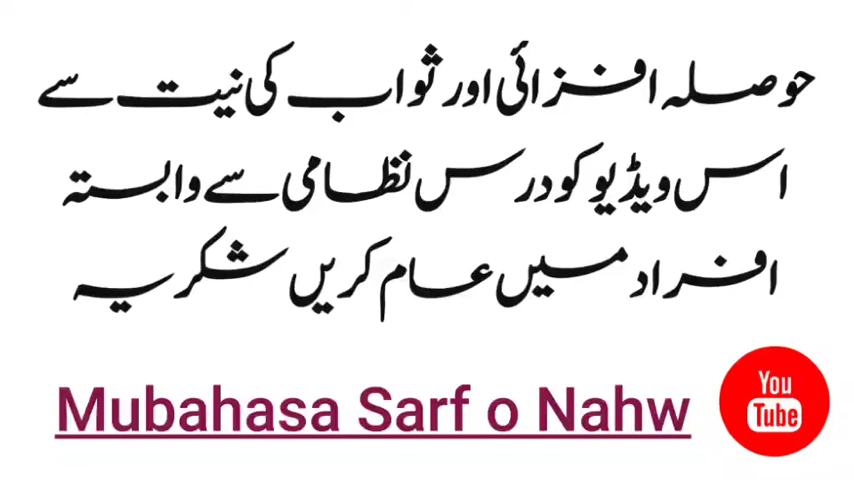 حوصلہ افزائی اور ثواب کی نیت سے
اس ویڈیو کو درس نظامی سے وابستہ
افراد میں عام کریں شکریہ
Mubahasa Sarf o Nahw
You
Tube